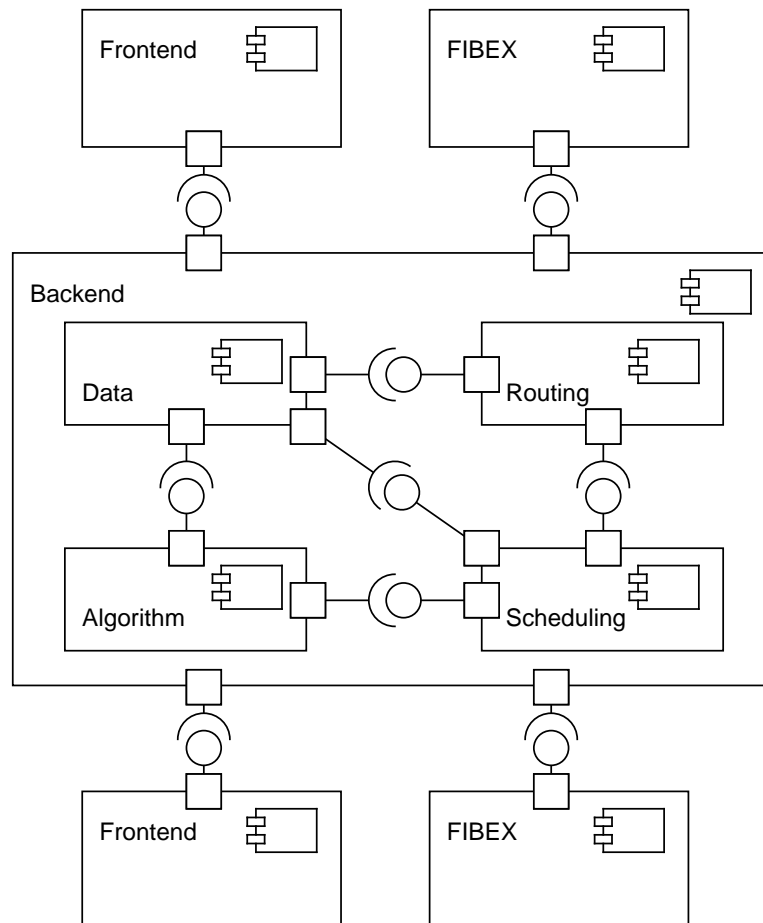 Frontend
FIBEX
Backend
Data
Routing
Algorithm
Scheduling
Frontend
FIBEX